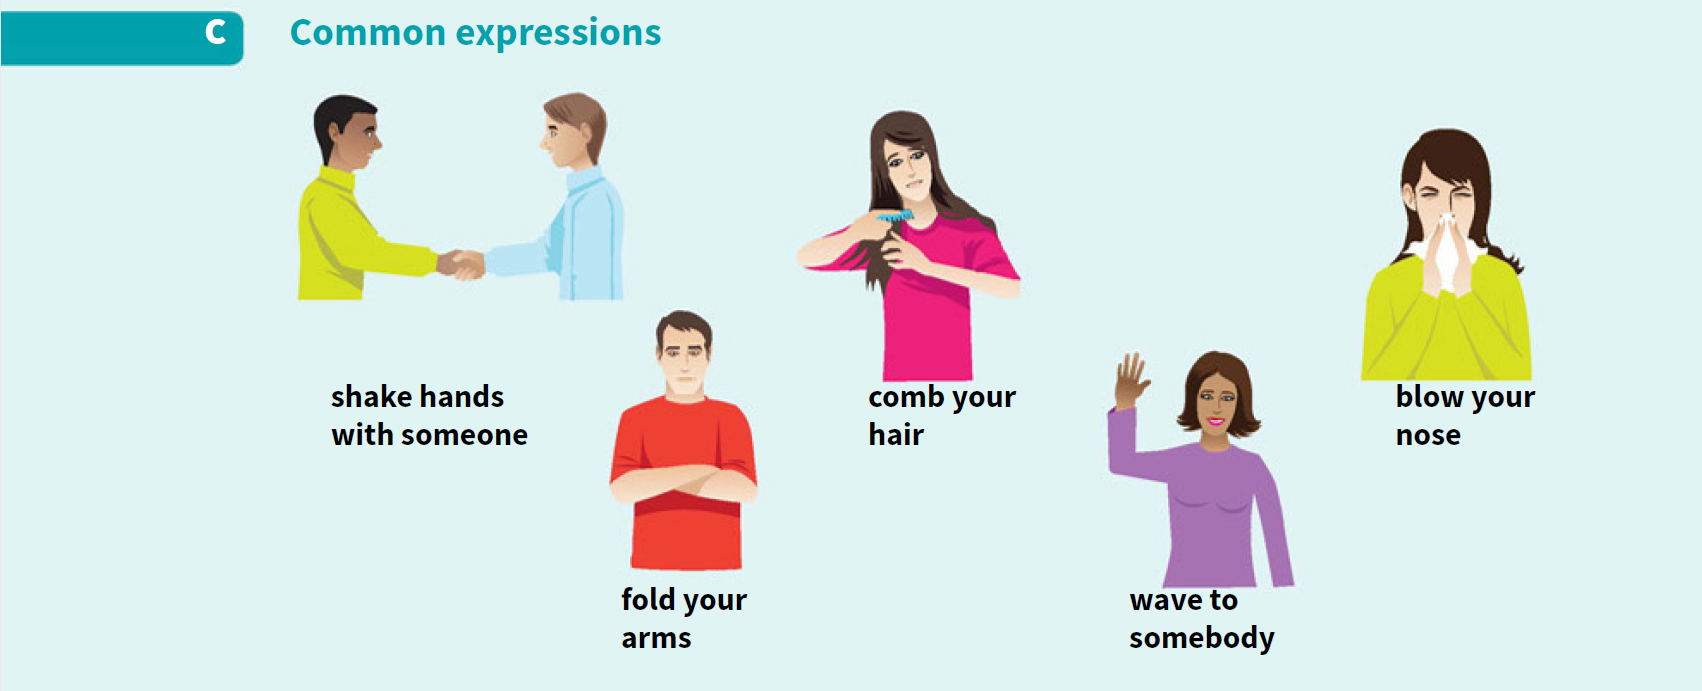 C
Common expressions
shake hands
with someone
fold your
arms
comb your
hair
wave to
somebody
blow your
nose